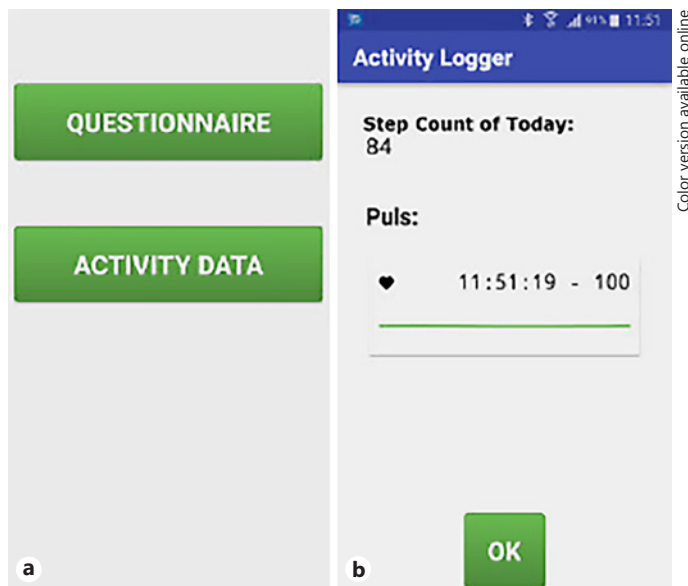 QUESTIONNAIRE
ACTIVITY DATA
a
91% 11:51
Activity Logger
Step Count of Today:
84
Puls:
11:51:19 - 100
OK
b
Color version available online